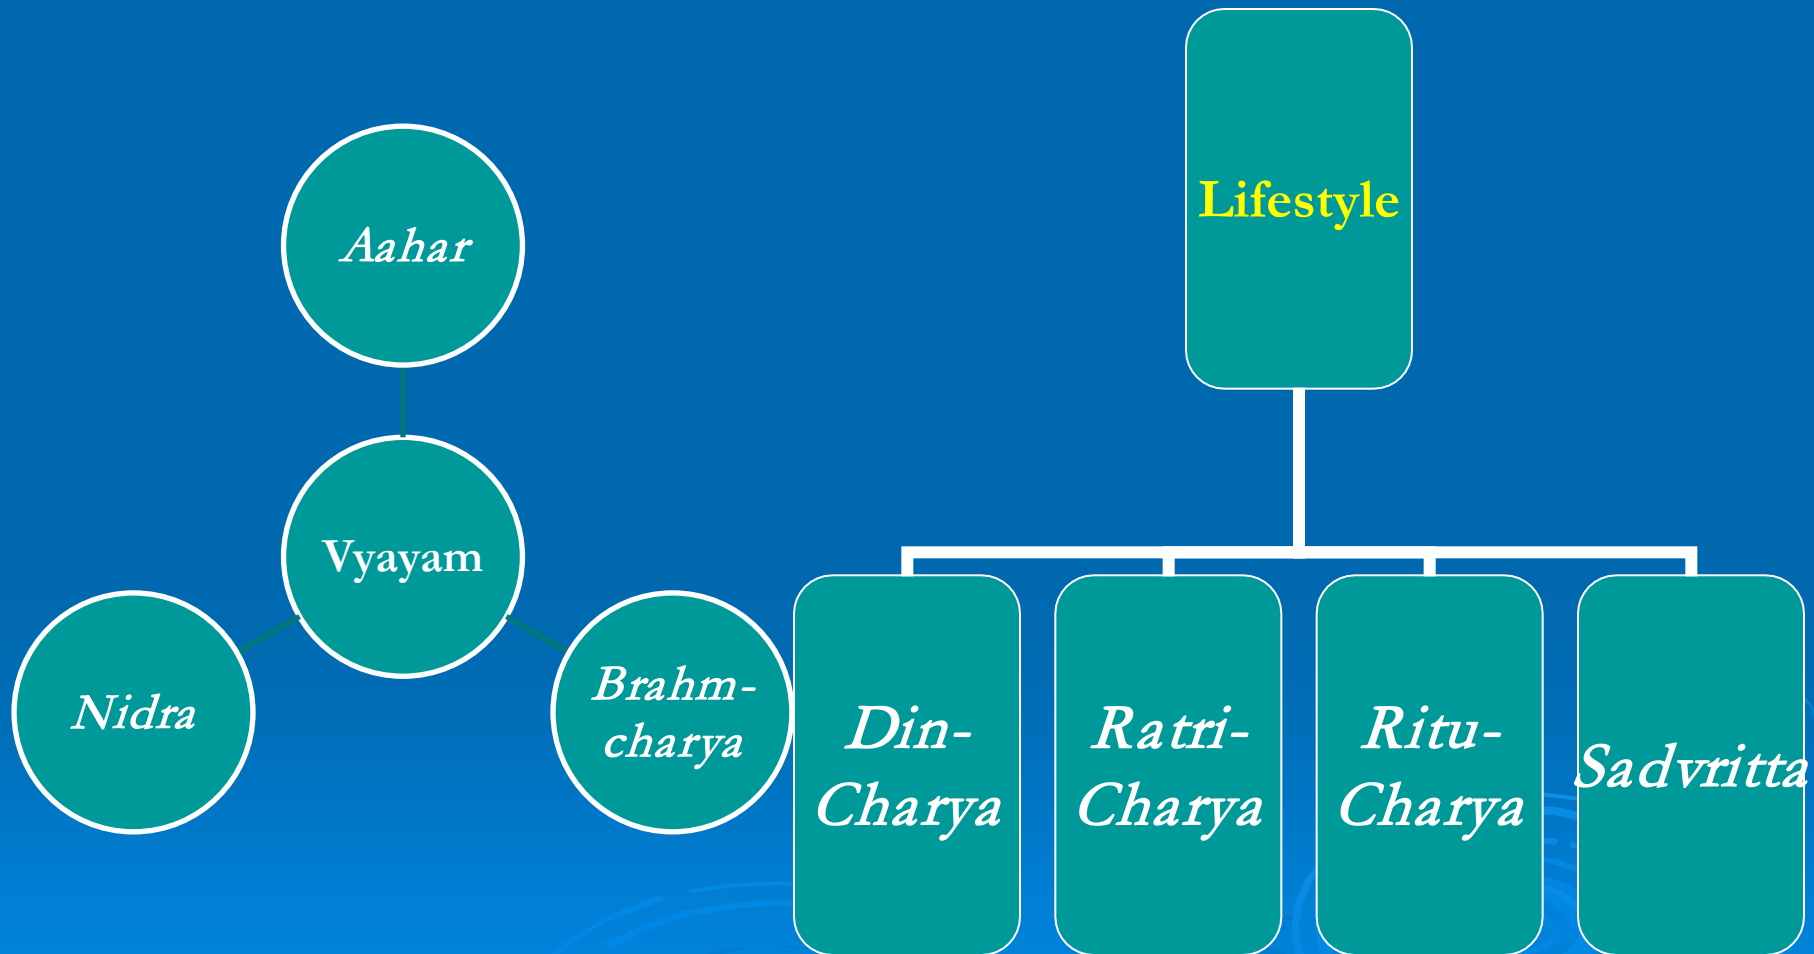 Aahar
Vyayam
Nidra
Brahm-
charya
Lifestyle
Din-
Charya
Ratri-
Charya
Ritu-
Charya
Sadvritta